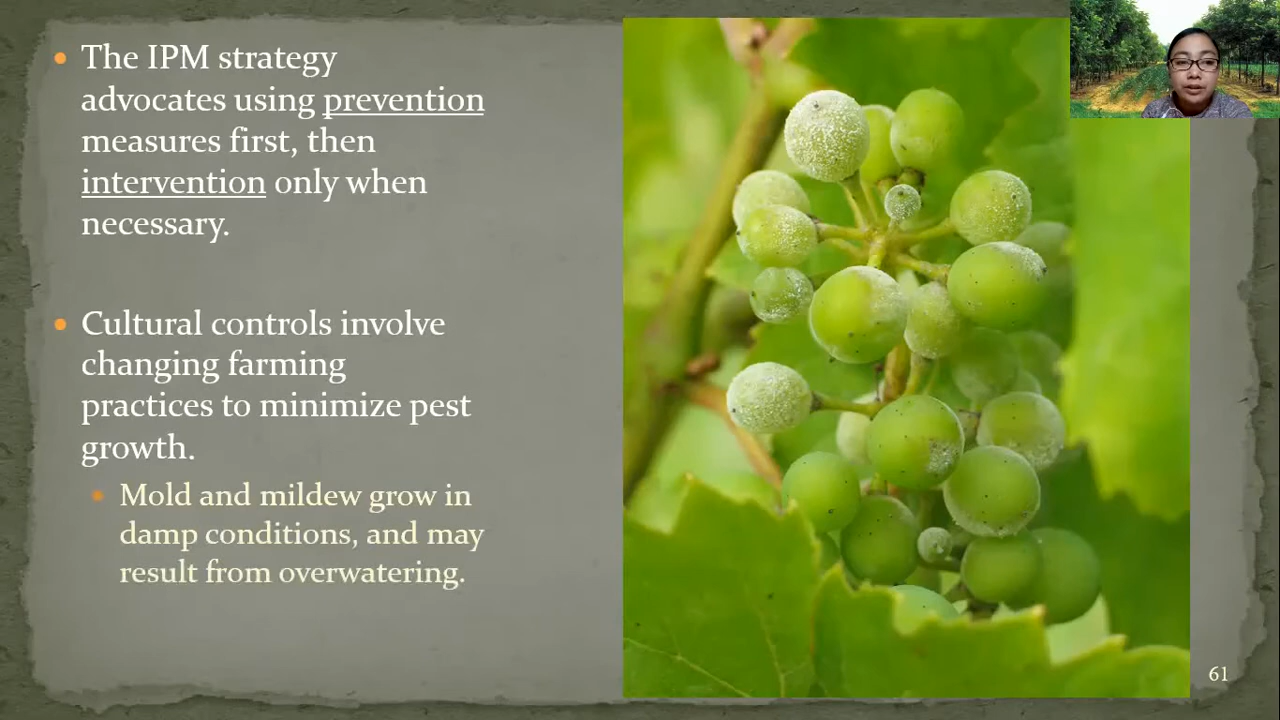 The IPM strategy
advocates using prevention
measures first, then
intervention only when
necessary.
Cultural controls involve
changing farming
practices to minimize pest
growth.
Mold and mildew grow in
damp conditions, and may
result from overwatering.
61